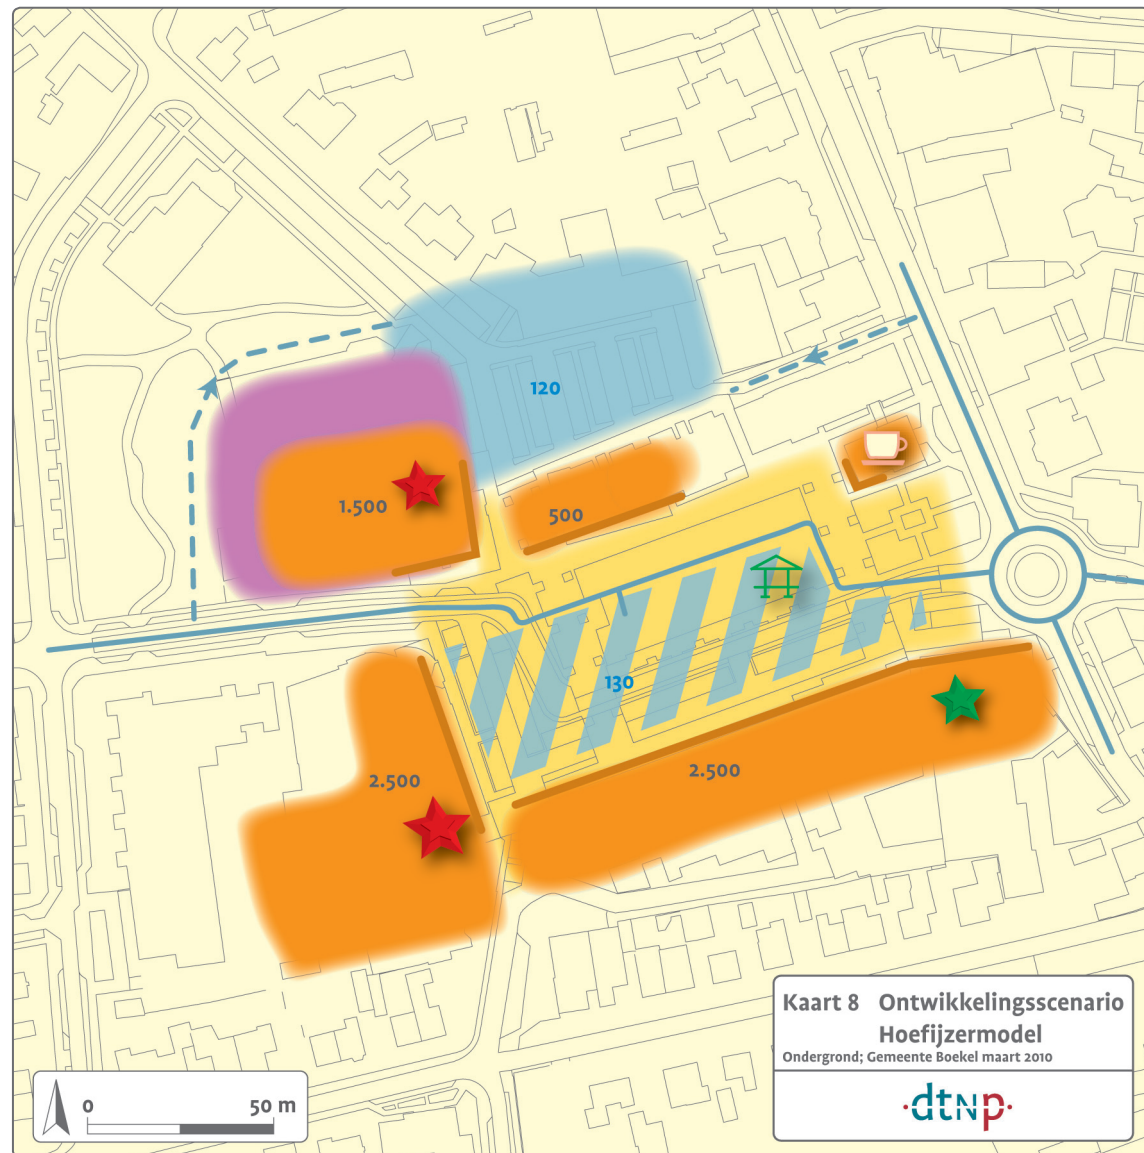 120
1.500
500
130
2.500
2.500
Kaart 8 Ontwikkelingsscenario
Hoefijzermodel
Ondergrond; Gemeente Boekel maart 2010
0 50 m
·dtNp·